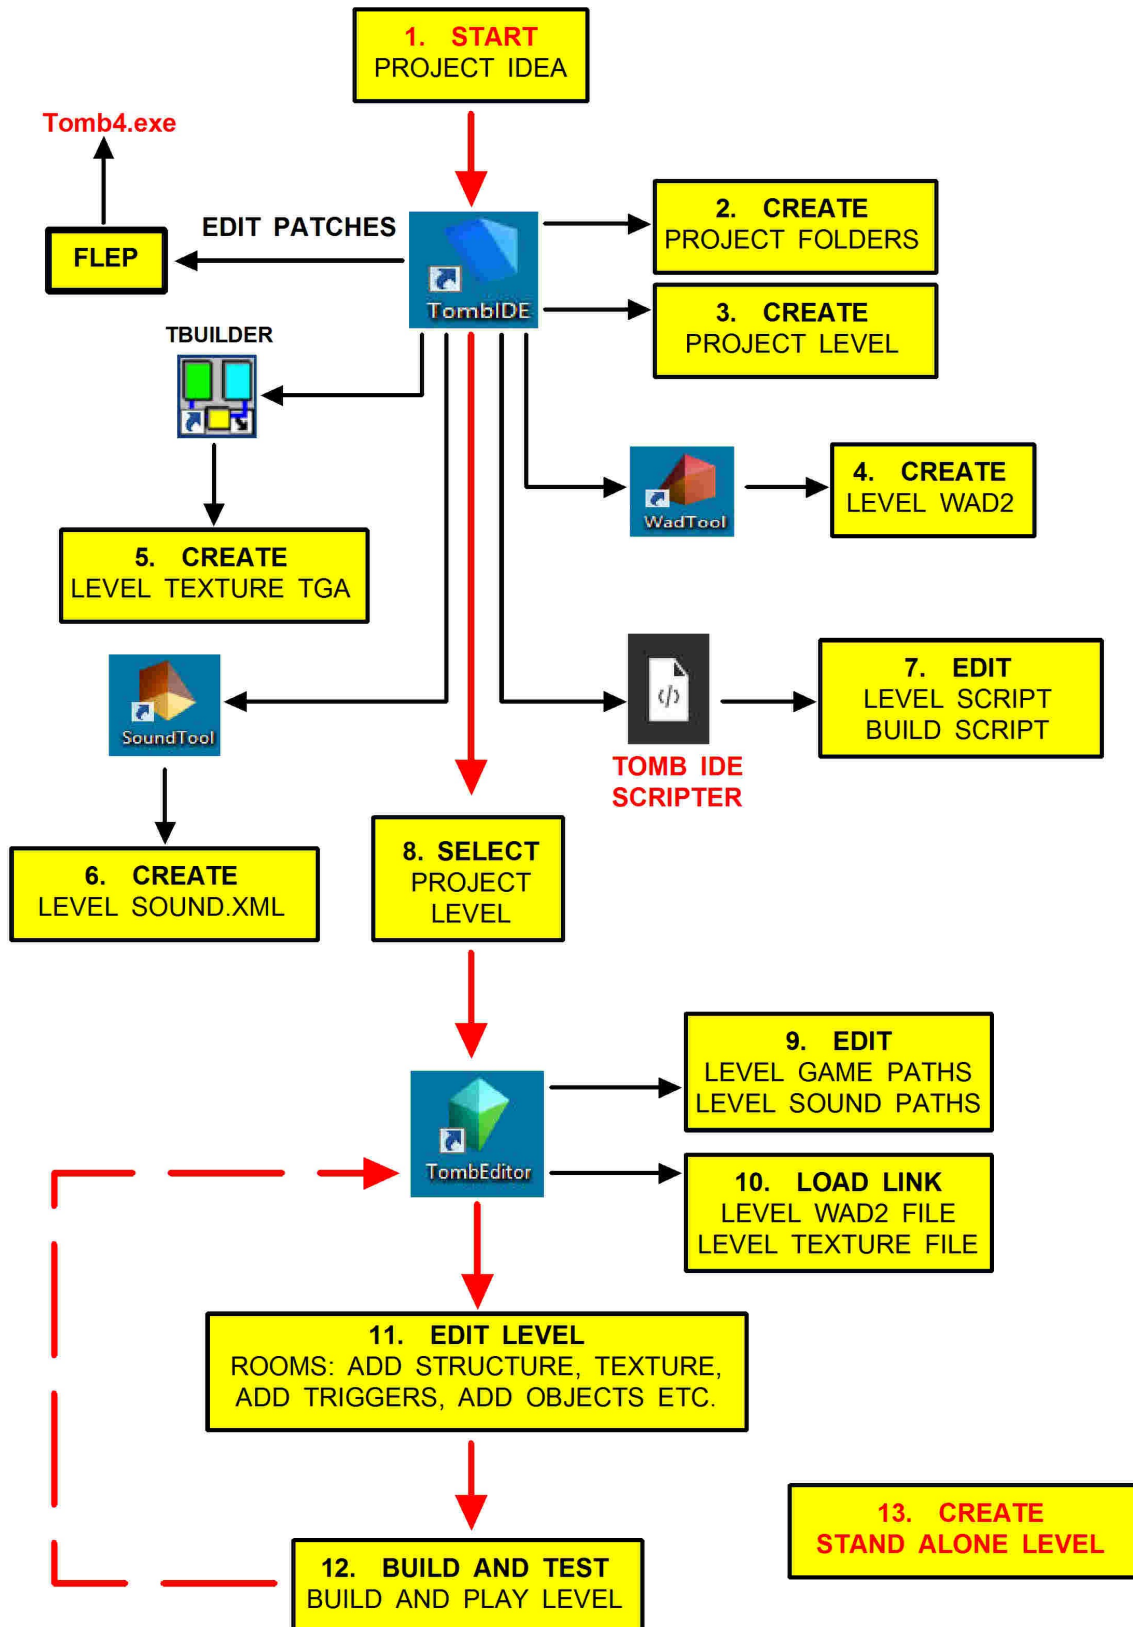 1. START
PROJECT IDEA
Tomb4.exe
EDIT PATCHES
FLEP
TombIDE
2. CREATE
PROJECT FOLDERS
3. CREATE
PROJECT LEVEL
TBUILDER
WadTool
4. CREATE
LEVEL WAD2
5. CREATE
LEVEL TEXTURE TGA
SoundTool
</>
TOMB IDE
SCRIPTER
7. EDIT
LEVEL SCRIPT
BUILD SCRIPT
6. CREATE
LEVEL SOUND.XML
8. SELECT
PROJECT
LEVEL
TombEditor
9. EDIT
LEVEL GAME PATHS
LEVEL SOUND PATHS
10. LOAD LINK
LEVEL WAD2 FILE
LEVEL TEXTURE FILE
11. EDIT LEVEL
ROOMS: ADD STRUCTURE, TEXTURE,
ADD TRIGGERS, ADD OBJECTS ETC.
12. BUILD AND TEST
BUILD AND PLAY LEVEL
13. CREATE
STAND ALONE LEVEL